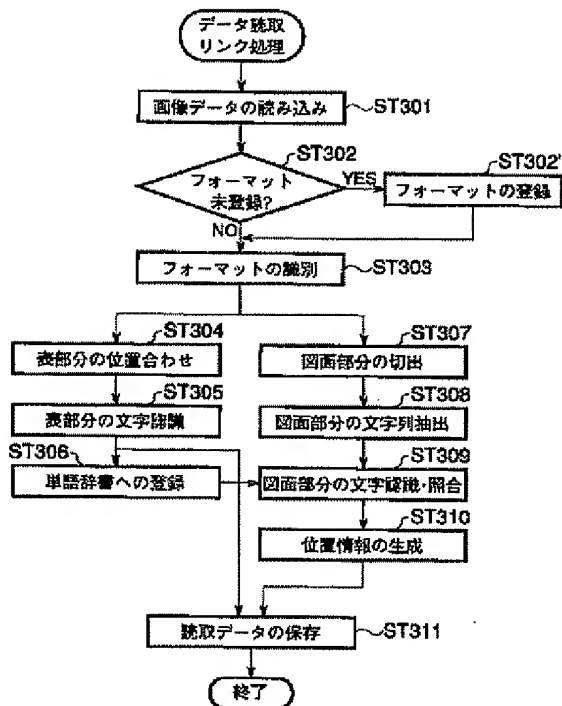 データ読取
リンク処理
画像データの読み込み
ST301
ST302
フォーマット
未登録?
YES
ST302'
フォーマットの登録
NO
フォーマットの識別
ST303
ST304
表部分の位置合わせ
ST307
図面部分の切出
ST305
表部分の文字認識
ST308
図面部分の文字列抽出
ST306
単語辞書への登録
ST309
図面部分の文字認識・照合
ST310
位置情報の生成
読取データの保存
ST311
終了